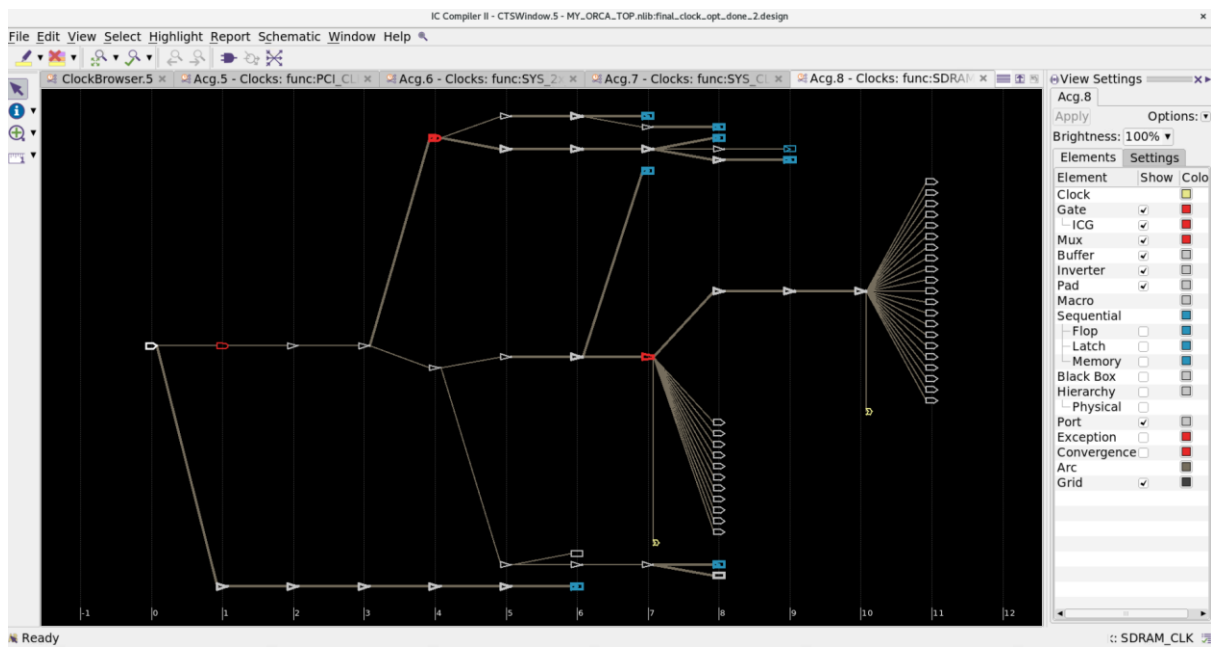 IC Compiler II - CTSWindow.5 - MY_ORCA_TOP.nlib:final_clock_opt_done_2.design
File Edit View Select Highlight Report Schematic Window Help
ClockBrowser.5 Acg.5 - Clocks: func:PCI_CL Acg.6 - Clocks: func:SYS_2x Acg.7 - Clocks: func:SYS_CL Acg.8 - Clocks: func:SDRAM
View Settings
Acg.8
Apply Options:
Brightness: 100%
Elements Settings
Element Show Colo
Clock
Gate
ICG
Mux
Buffer
Inverter
Pad
Macro
Sequential
Flop
Latch
Memory
Black Box
Hierarchy
Physical
Port
Exception
Convergence
Arc
Grid
-1 0 1 2 3 4 5 6 7 8 9 10 11 12
Ready :: SDRAM_CLK